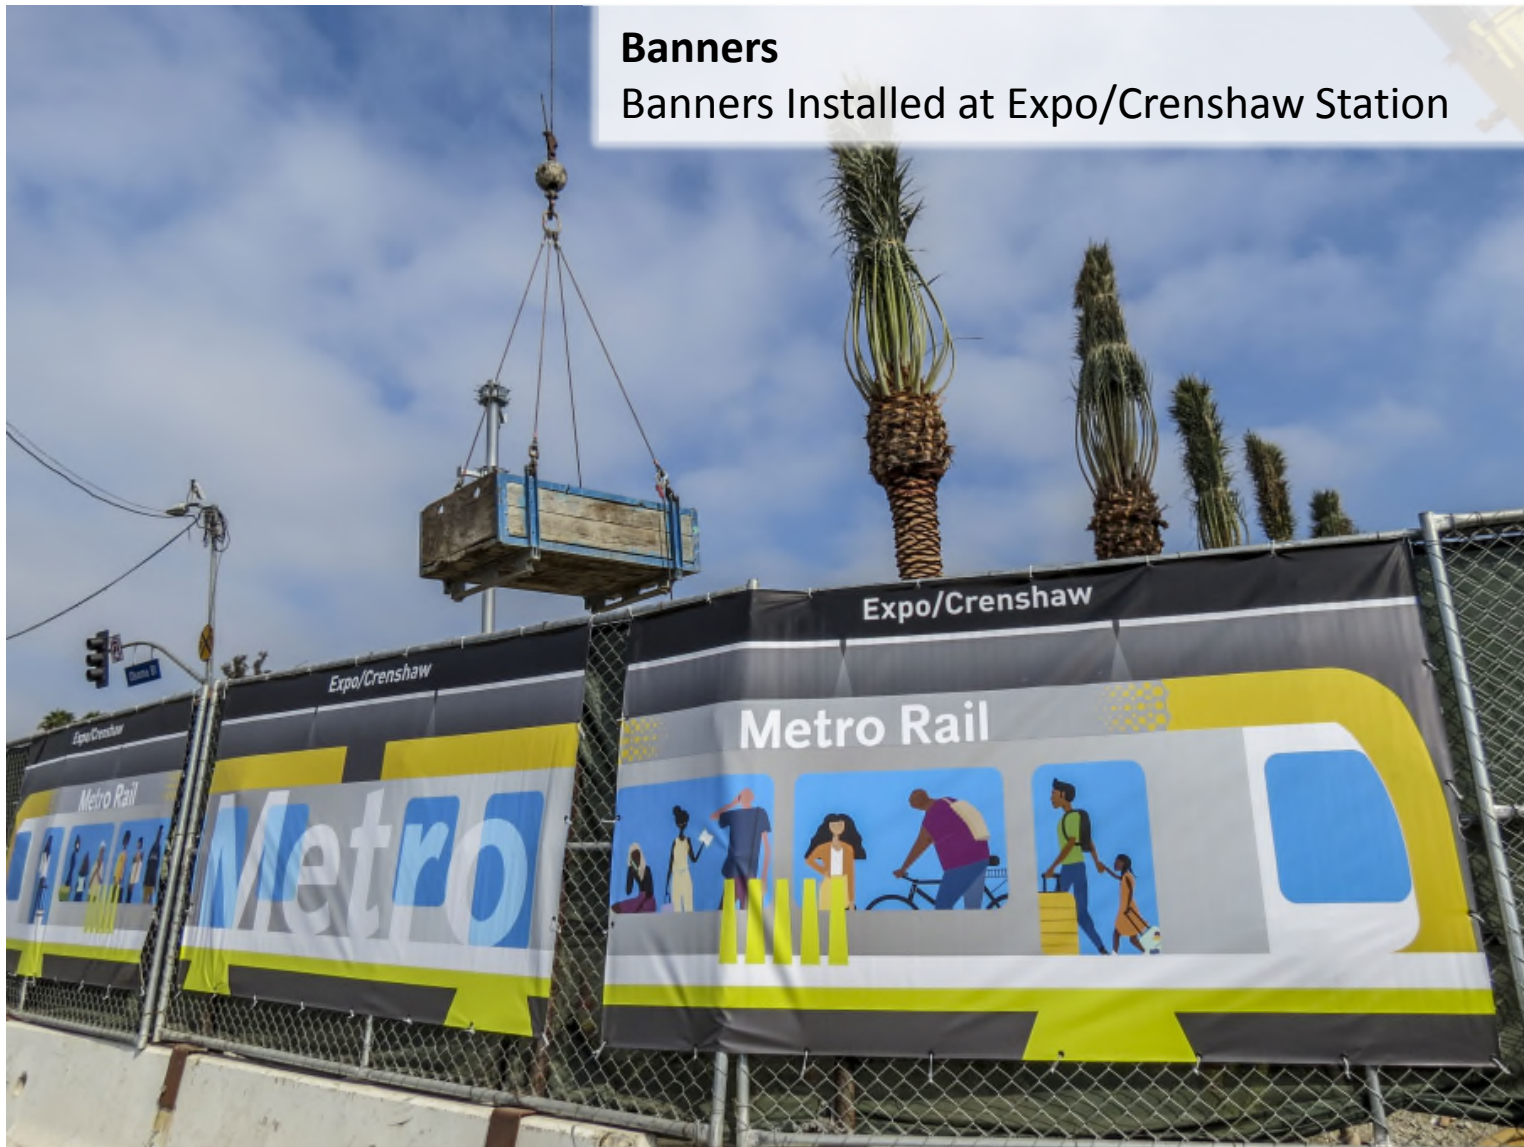 Banners
Banners Installed at Expo/Crenshaw Station
Expo/Crenshaw
Expo/Crenshaw
Expo/Crenshaw
Metro Rail
Metro Rail
Metro